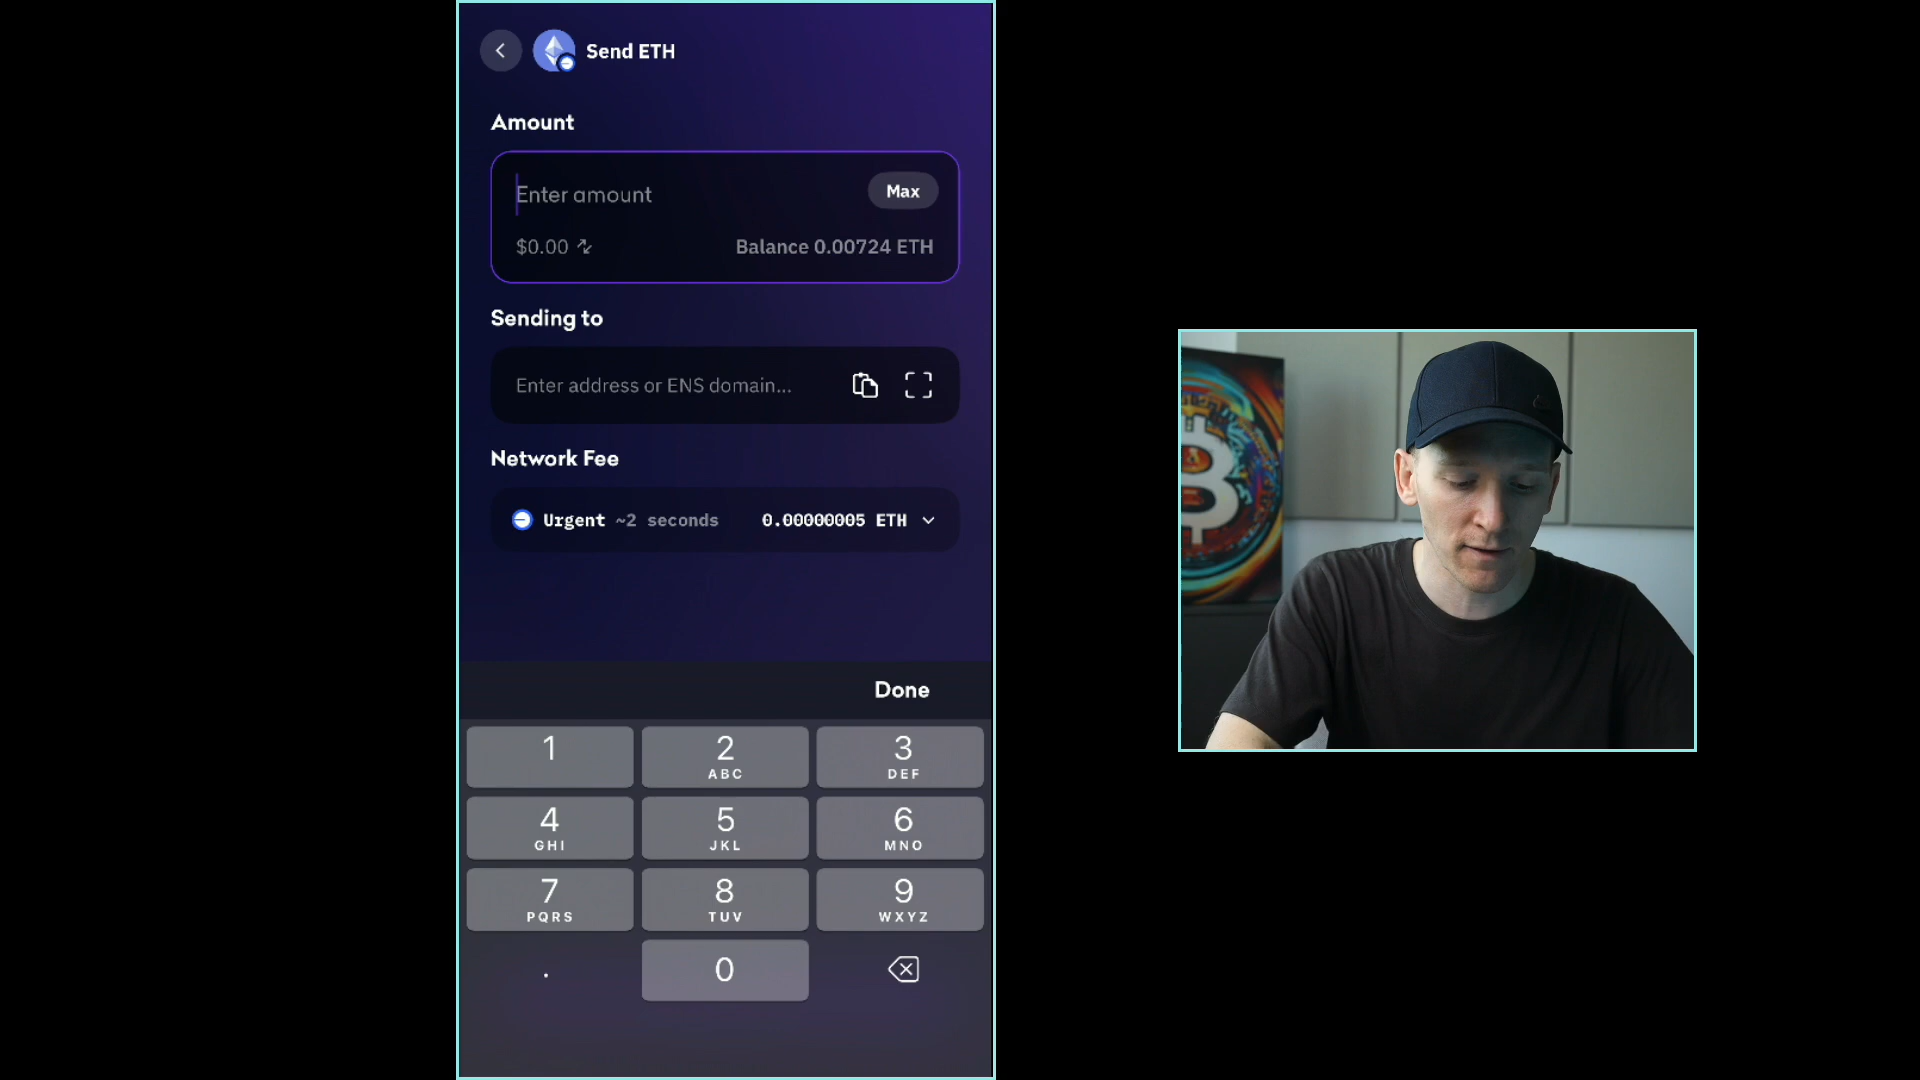 Send ETH
Amount
Enter amount
Max
$0.00
Balance 0.00724 ETH
Sending to
Enter address or ENS domain...
Network Fee
Urgent ~2 seconds 0.00000005 ETH
Done
1
2
ABC
3
DEF
4
GHI
5
JKL
6
MNO
7
PQRS
8
TUV
9
WXYZ
.
0